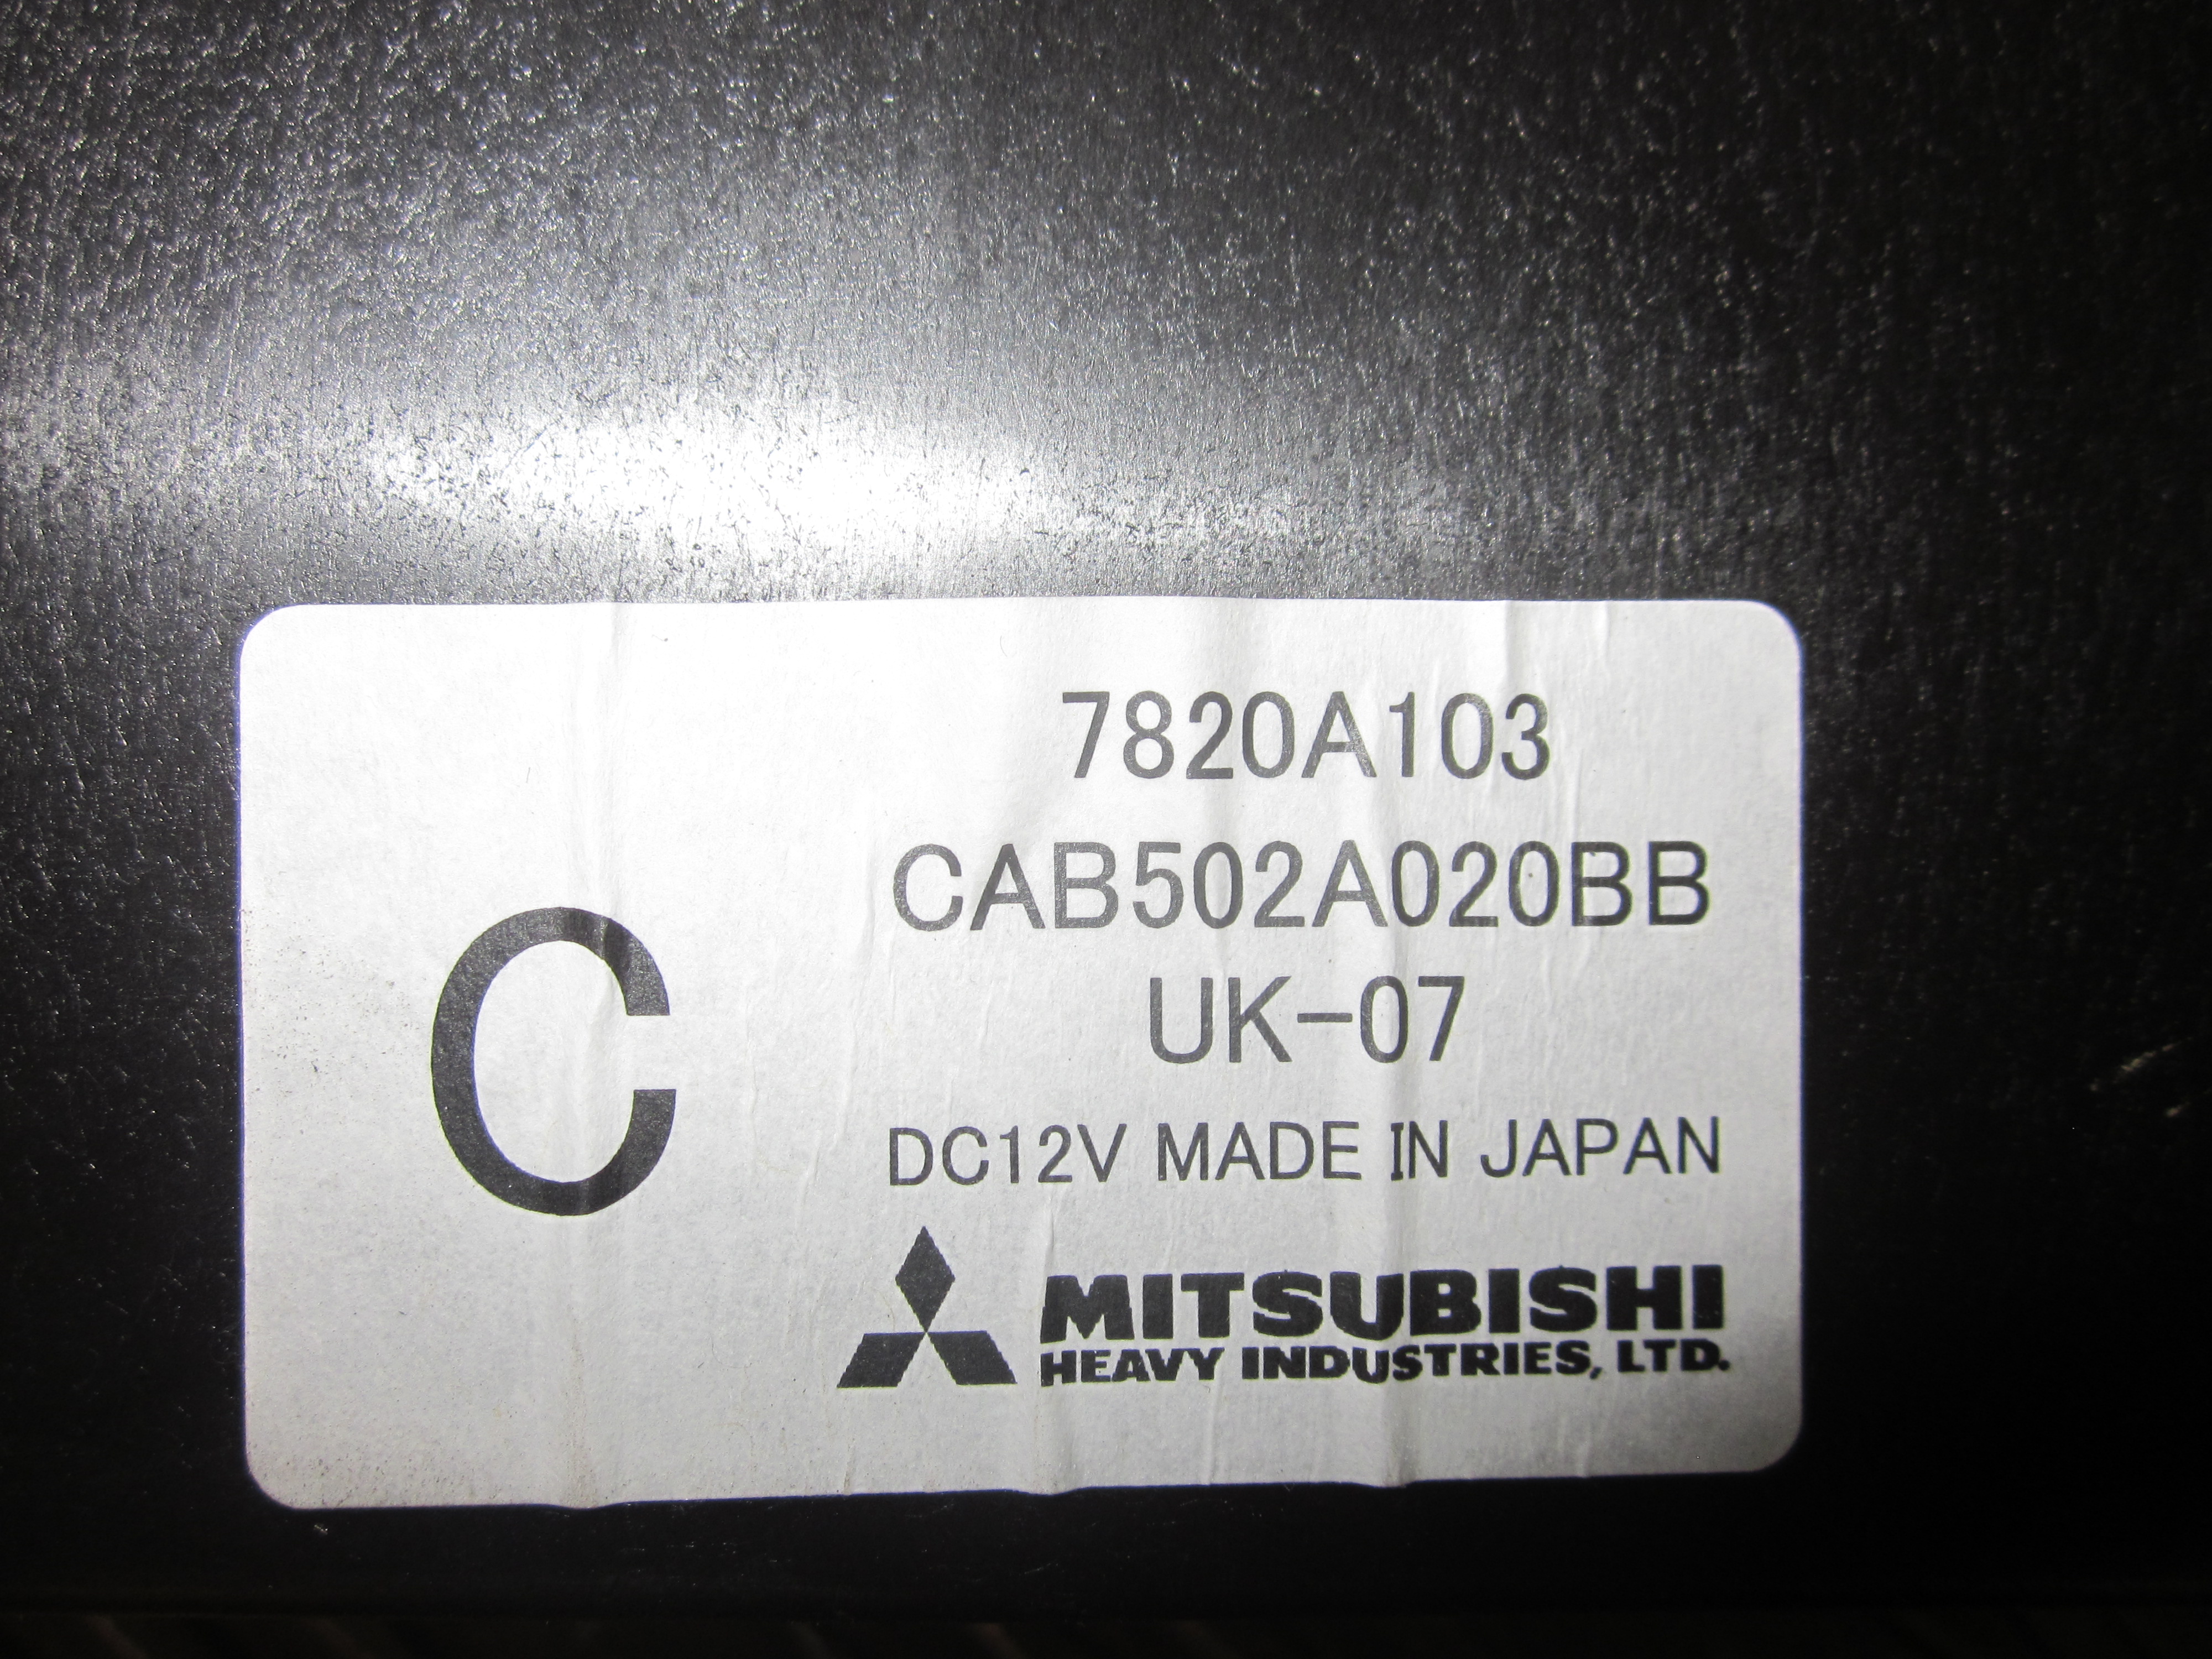 7820A103
CAB502A020BB
UK-07
C
DC12V MADE IN JAPAN
MITSUBISHI
HEAVY INDUSTRIES, LTD.